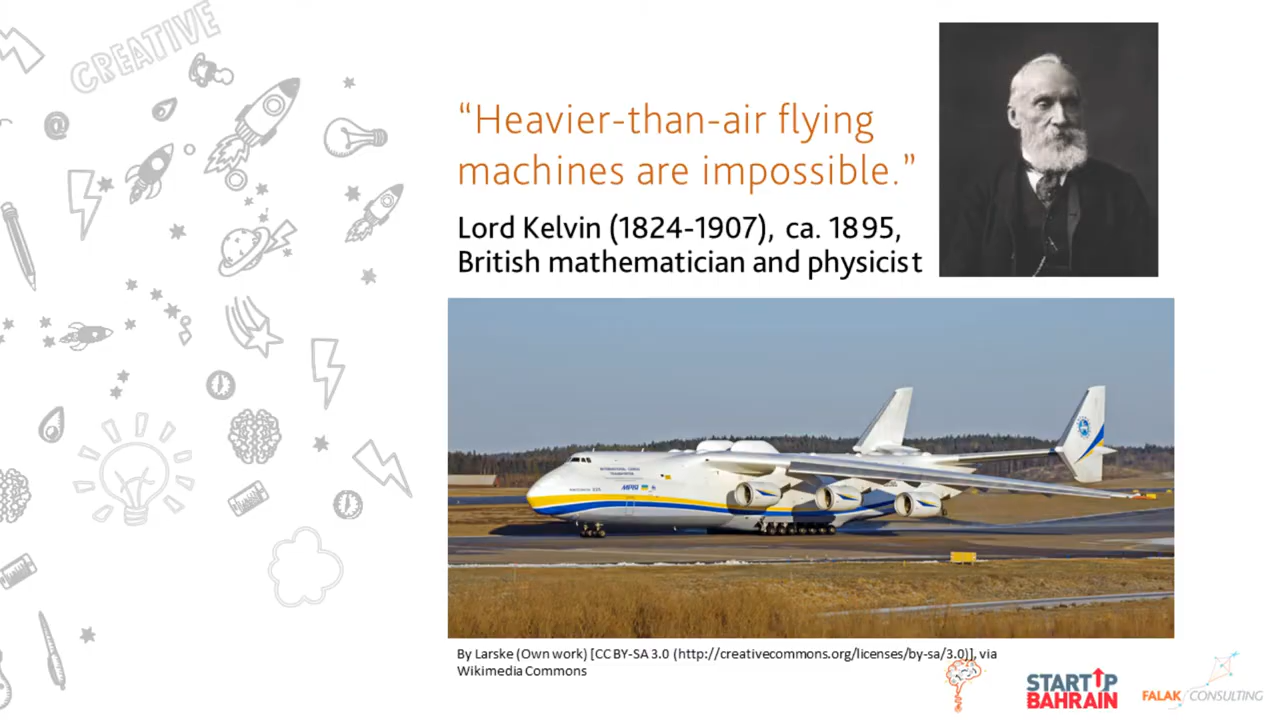 CREATIVE
“Heavier-than-air flying
machines are impossible.”
Lord Kelvin (1824-1907), ca. 1895,
British mathematician and physicist
By Larske (Own work) [CC BY-SA 3.0 (http://creativecommons.org/licenses/by-sa/3.0)], via
Wikimedia Commons
STARTUP
BAHRAIN
FALAK CONSULTING